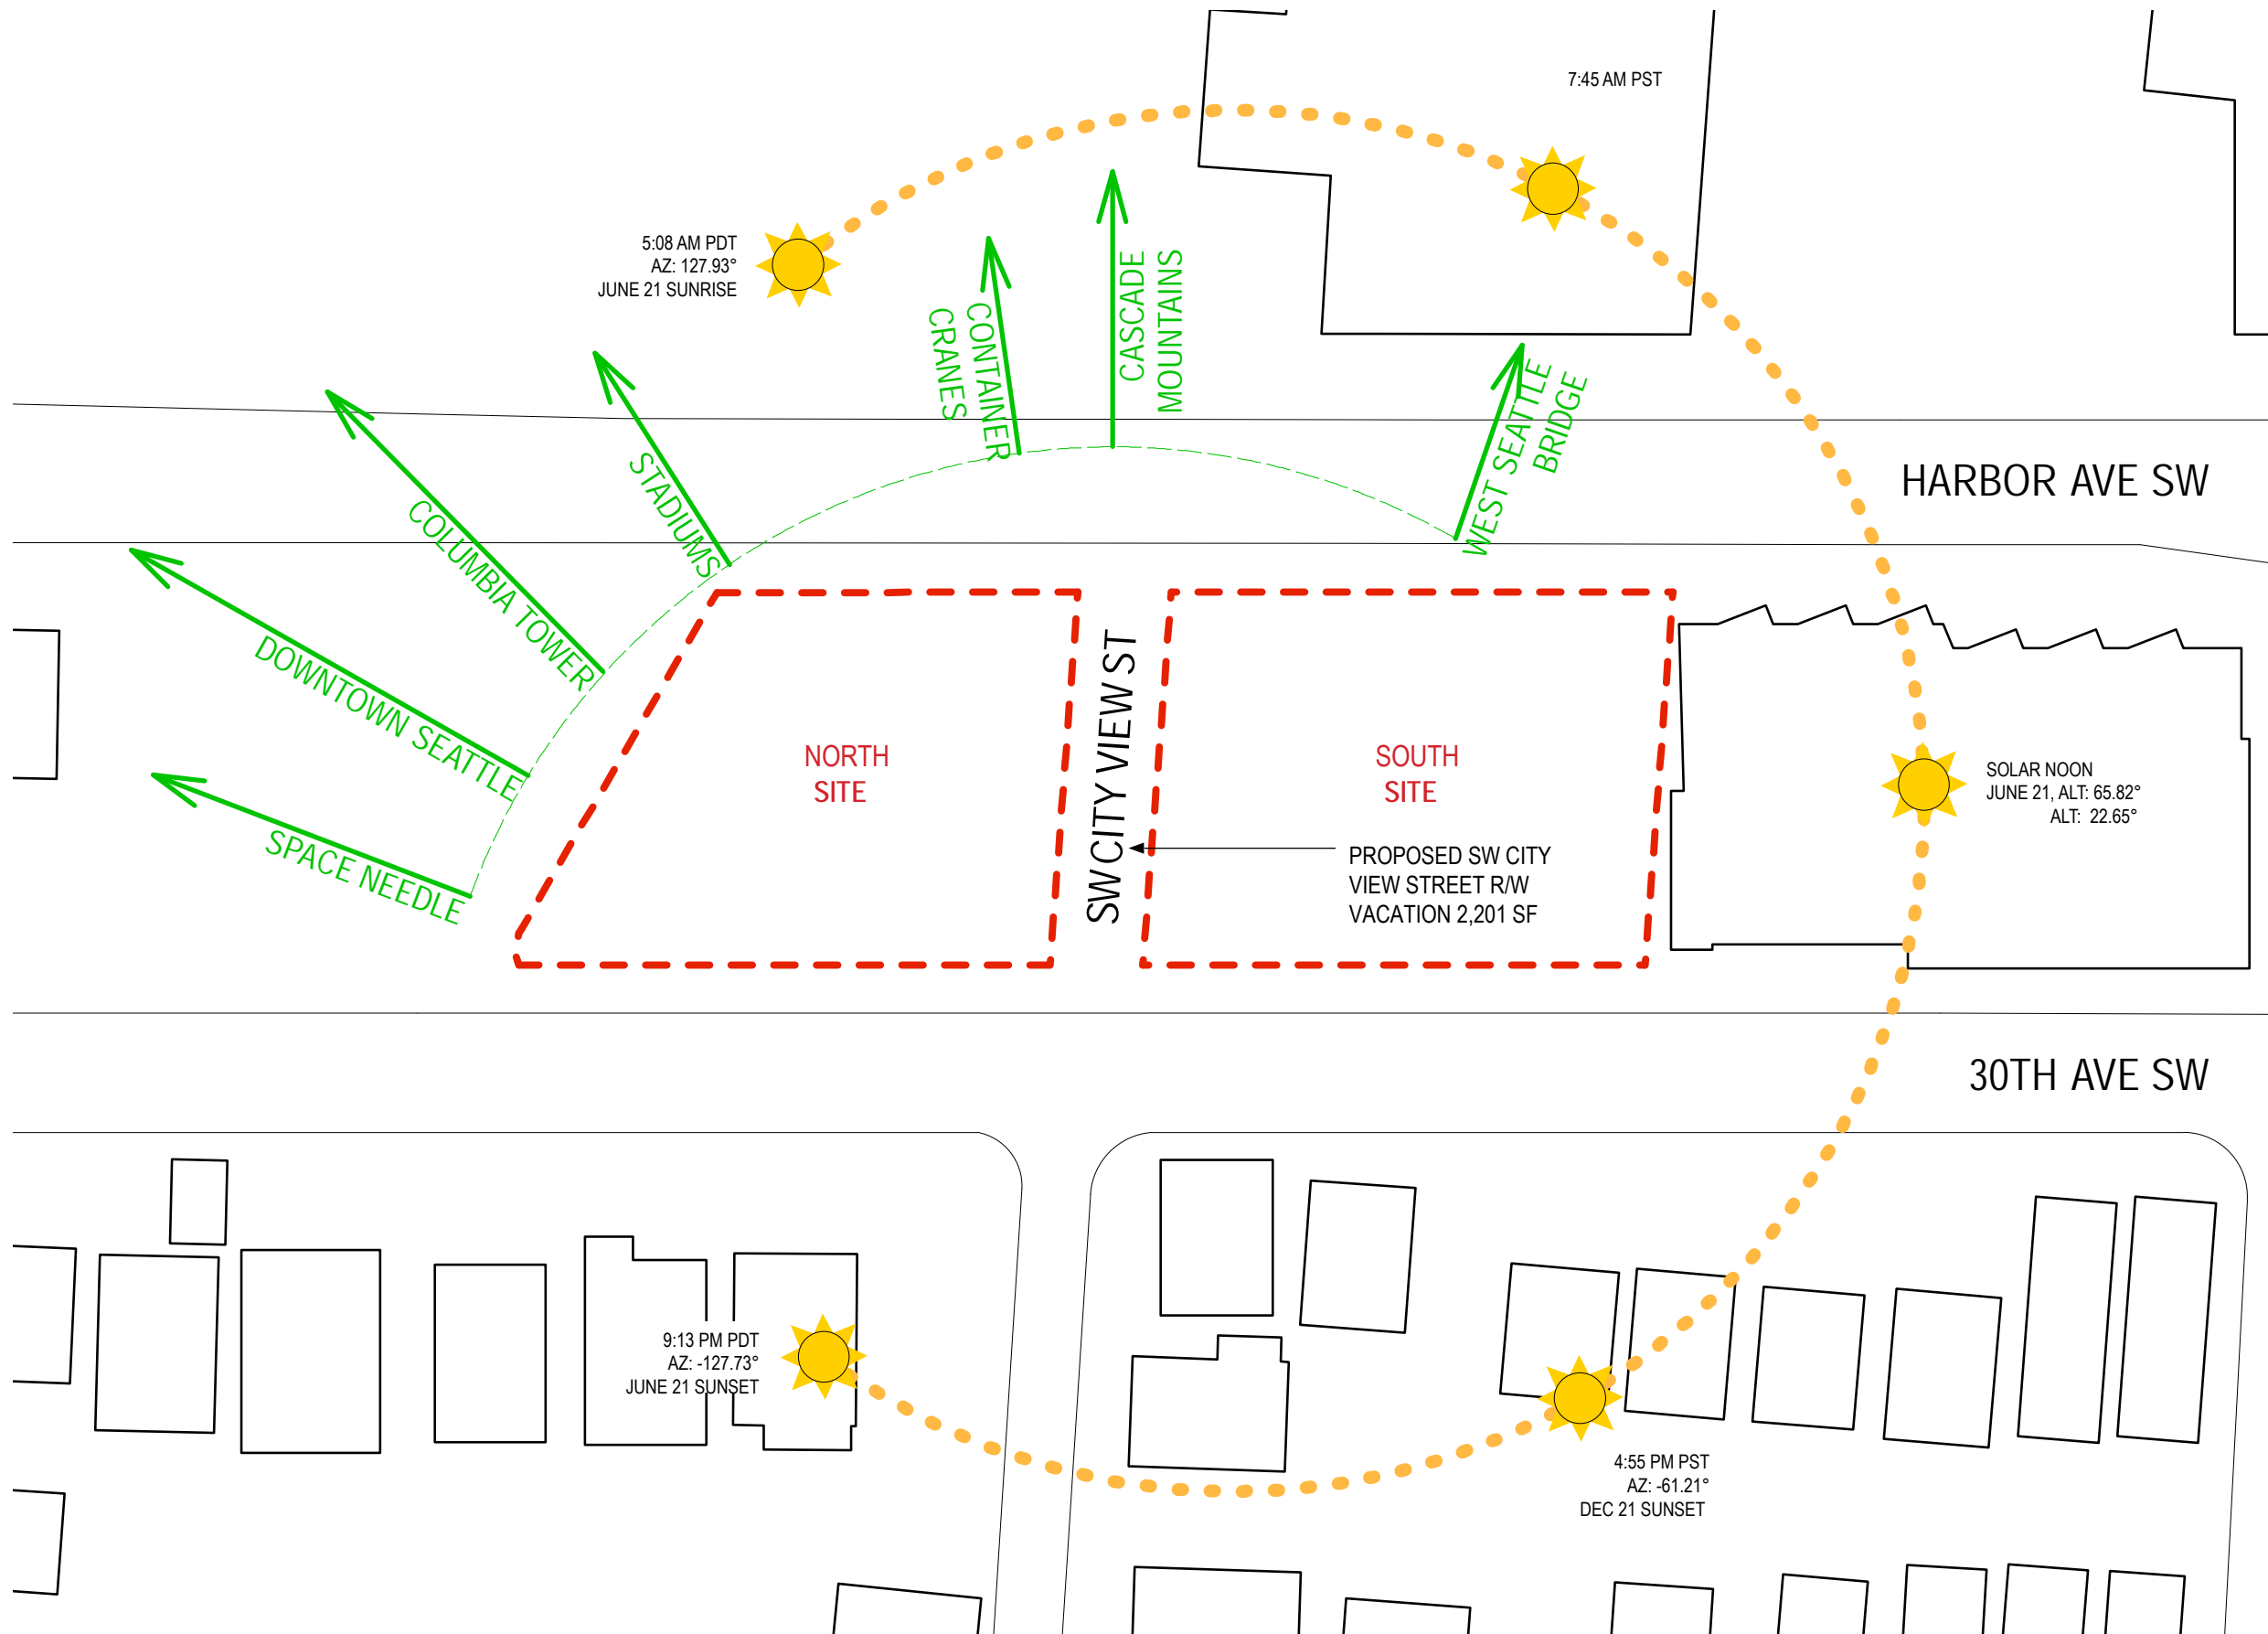 7:45 AM PST
5:08 AM PDT
AZ: 127.93°
JUNE 21 SUNRISE
CONTAINER
CRANES
CASCADE
MOUNTAINS
WEST SEATTLE
BRIDGE
STADIUMS
COLUMBIA TOWER
DOWNTOWN SEATTLE
SPACE NEEDLE
HARBOR AVE SW
NORTH
SITE
SW CITY VIEW ST
SOUTH
SITE
PROPOSED SW CITY
VIEW STREET R/W
VACATION 2,201 SF
SOLAR NOON
JUNE 21, ALT: 65.82°
ALT: 22.65°
30TH AVE SW
9:13 PM PDT
AZ: -127.73°
JUNE 21 SUNSET
4:55 PM PST
AZ: -61.21°
DEC 21 SUNSET